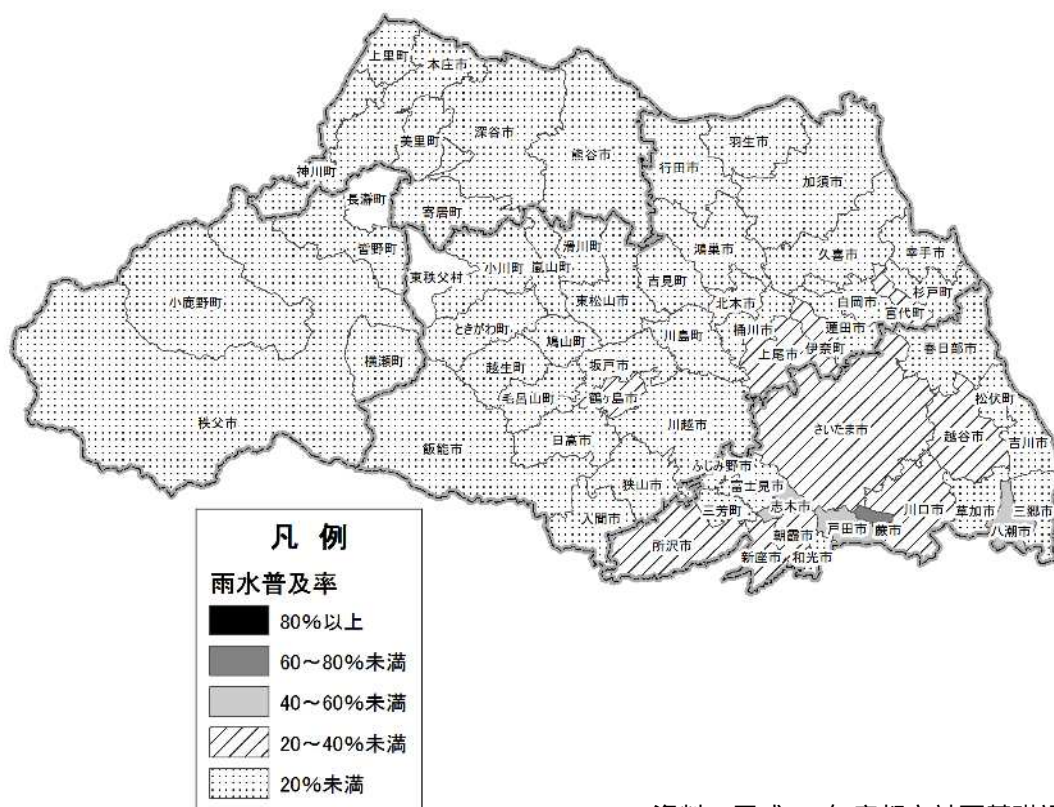 上里町
本庄市
美里町
深谷市
熊谷市
神川町
長瀞町
寄居町
皆野町
小鹿野町
秩父市
横瀬町
東秩父村
小川町
嵐山町
滑川町
東松山市
吉見町
ときがわ町
鳩山町
川島町
越生町
坂戸市
毛呂山町
鶴ヶ島市
日高市
川越市
飯能市
狭山市
入間市
所沢市
ふじみ野市
富士見市
三芳町
志木市
朝霞市
新座市
和光市
行田市
羽生市
加須市
鴻巣市
久喜市
幸手市
杉戸町
北本市
白岡市
宮代町
桶川市
蓮田市
上尾市
伊奈町
春日部市
さいたま市
松伏町
越谷市
吉川市
川口市
草加市
三郷市
戸田市
蕨市
八潮市
凡 例
雨水普及率
80%以上
60~80%未満
40~60%未満
20~40%未満
20%未満